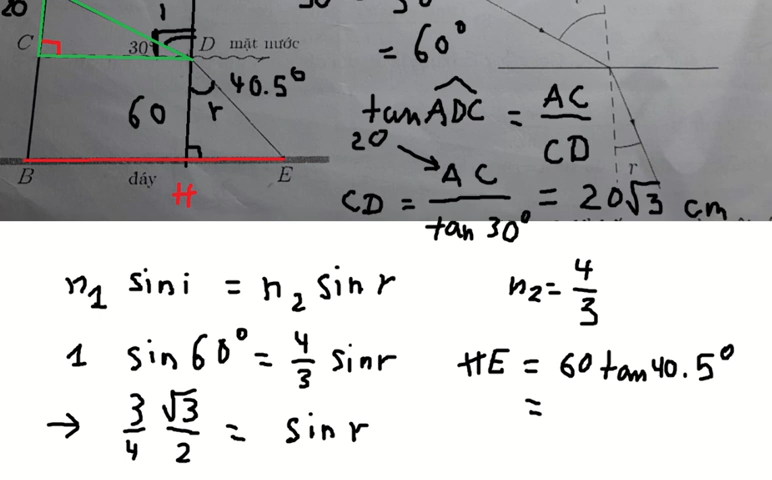 20
i
C 30° D mặt nước
40.5°
60 r
B đáy H E
30
= 60°
tan ADC = AC / CD
20
CD = AC / tan 30° = 20√3 cm
r
n₁ sin i = n₂ sin r
1 sin 60° = 4/3 sin r
→ 3/4 √3/2 = sin r
n₂ = 4/3
HE = 60 tan 40.5°
=